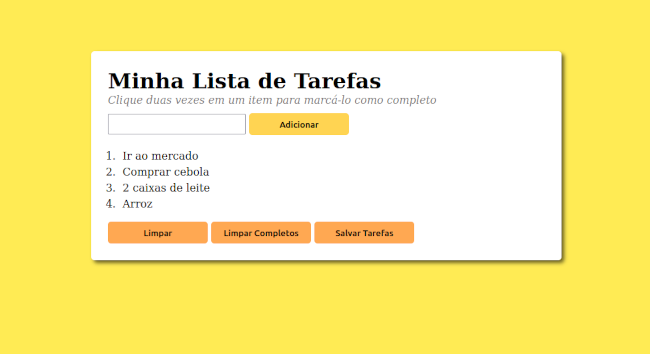 Minha Lista de Tarefas
Clique duas vezes em um item para marcá-lo como completo
Adicionar
1. Ir ao mercado
2. Comprar cebola
3. 2 caixas de leite
4. Arroz
Limpar Limpar Completos Salvar Tarefas